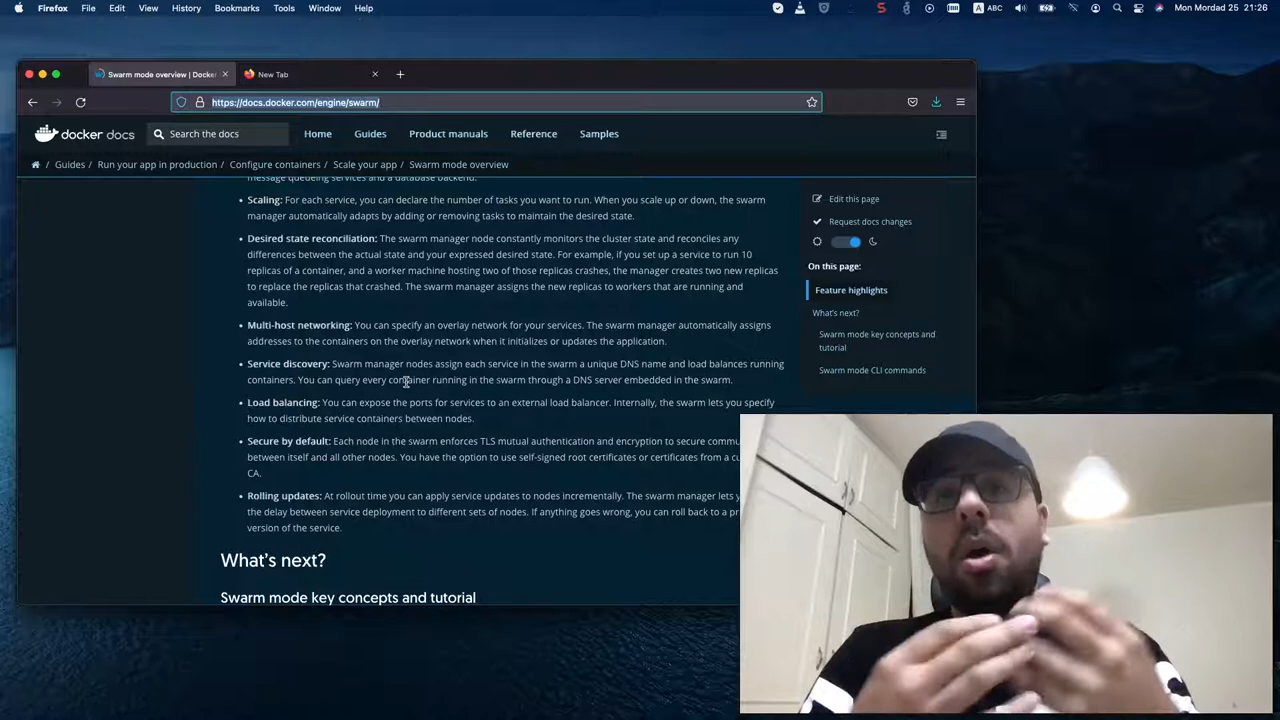 Firefox File Edit View History Bookmarks Tools Window Help
ABC
Mon Mordad 25 21:26
Swarm mode overview | Docker
New Tab
https://docs.docker.com/engine/swarm/
docker docs
Search the docs
Home Guides Product manuals Reference Samples
/ Guides / Run your app in production / Configure containers / Scale your app / Swarm mode overview
message queueing services and a database backend.
• Scaling: For each service, you can declare the number of tasks you want to run. When you scale up or down, the swarm
manager automatically adapts by adding or removing tasks to maintain the desired state.
• Desired state reconciliation: The swarm manager node constantly monitors the cluster state and reconciles any
differences between the actual state and your expressed desired state. For example, if you set up a service to run 10
replicas of a container, and a worker machine hosting two of those replicas crashes, the manager creates two new replicas
to replace the replicas that crashed. The swarm manager assigns the new replicas to workers that are running and
available.
• Multi-host networking: You can specify an overlay network for your services. The swarm manager automatically assigns
addresses to the containers on the overlay network when it initializes or updates the application.
• Service discovery: Swarm manager nodes assign each service in the swarm a unique DNS name and load balances running
containers. You can query every container running in the swarm through a DNS server embedded in the swarm.
• Load balancing: You can expose the ports for services to an external load balancer. Internally, the swarm lets you specify
how to distribute service containers between nodes.
• Secure by default: Each node in the swarm enforces TLS mutual authentication and encryption to secure commu
between itself and all other nodes. You have the option to use self-signed root certificates or certificates from a cu
CA.
• Rolling updates: At rollout time you can apply service updates to nodes incrementally. The swarm manager lets y
the delay between service deployment to different sets of nodes. If anything goes wrong, you can roll back to a pr
version of the service.
What's next?
Swarm mode key concepts and tutorial
Edit this page
Request docs changes
On this page:
Feature highlights
What's next?
Swarm mode key concepts and
tutorial
Swarm mode CLI commands